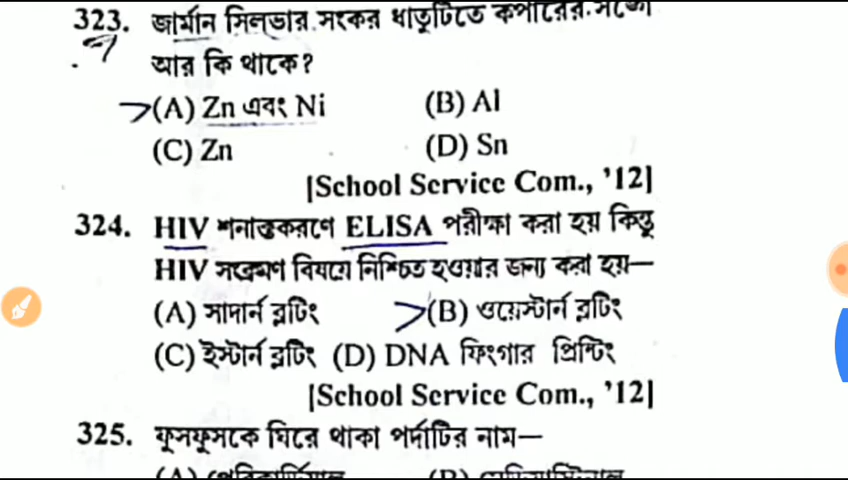 323. জার্মান সিলভার সংকর ধাতুটিতে কপারের সঙ্গে
আর কি থাকে?
(A) Zn এবং Ni (B) Al
(C) Zn (D) Sn
[School Service Com., '12]
324. HIV শনাক্তকরণে ELISA পরীক্ষা করা হয় কিন্তু
HIV সংক্রমণ বিষয়ে নিশ্চিত হওয়ার জন্য করা হয়—
(A) সাদার্ন ব্লটিং (B) ওয়েস্টার্ন ব্লটিং
(C) ইস্টার্ন ব্লটিং (D) DNA ফিংগার প্রিন্টিং
[School Service Com., '12]
325. ফুসফুসকে ঘিরে থাকা পর্দাটির নাম—
(A) (B)